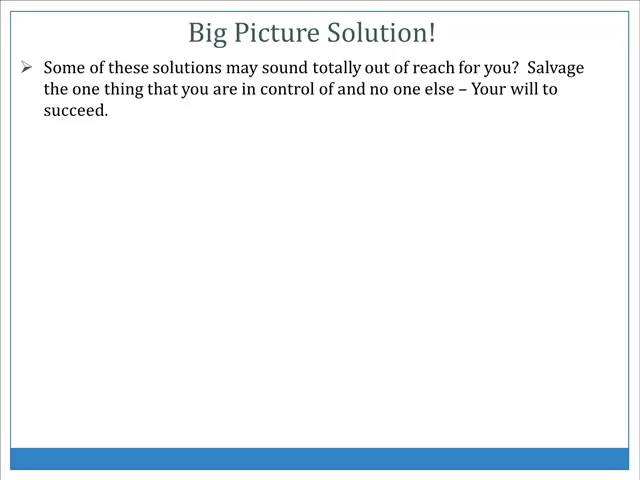 Big Picture Solution!
Some of these solutions may sound totally out of reach for you?  Salvage
the one thing that you are in control of and no one else – Your will to
succeed.